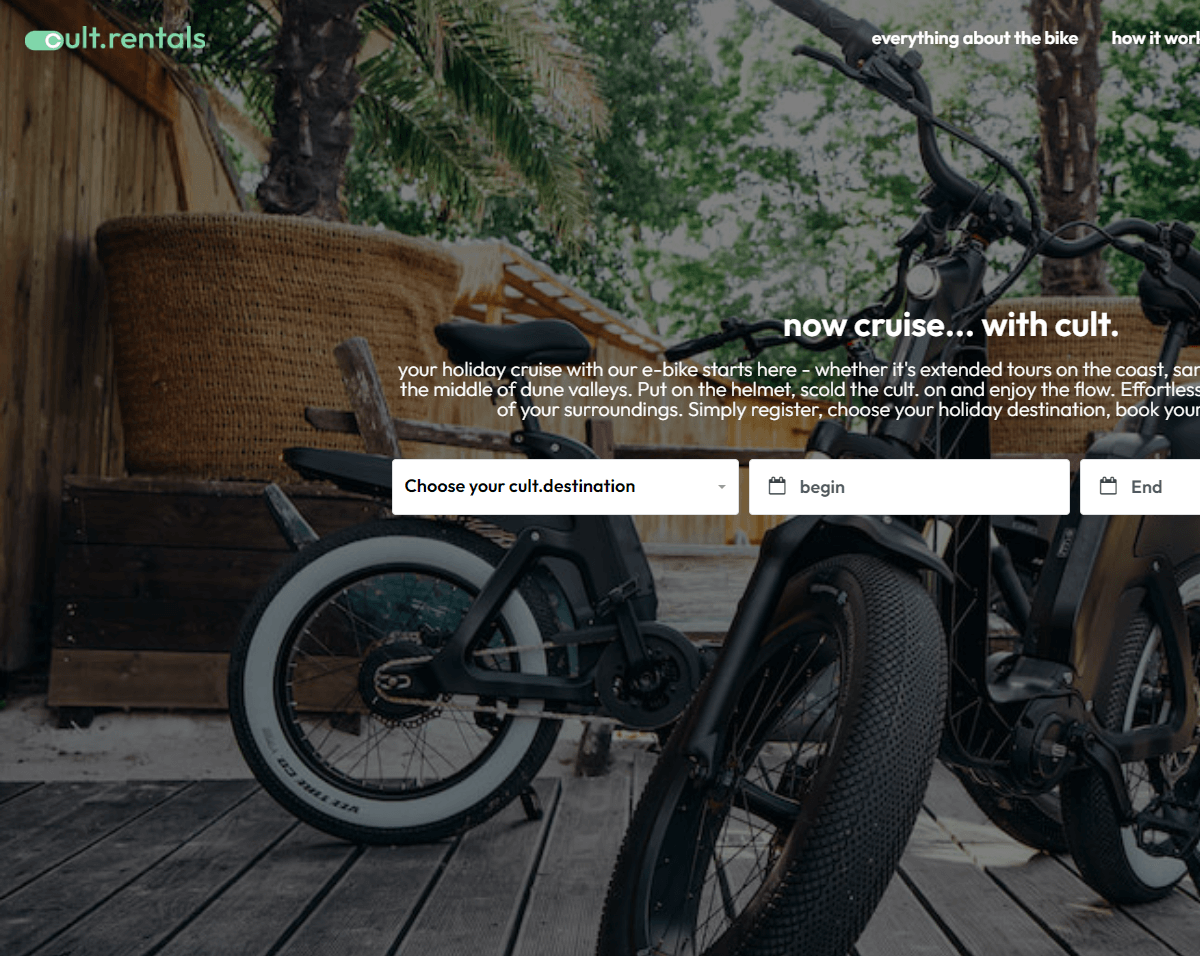 cult.rentals
everything about the bike
how it
now cruise... with cult.
your holiday cruise with our e-bike starts here - whether it's extended tours on the coast,
the middle of dune valleys. Put on the helmet, scold the cult. on and enjoy the flow. Effortless
of your surroundings. Simply register, choose your holiday destination, book your
Choose your cult.destination
begin
End
VEE TIRE CO